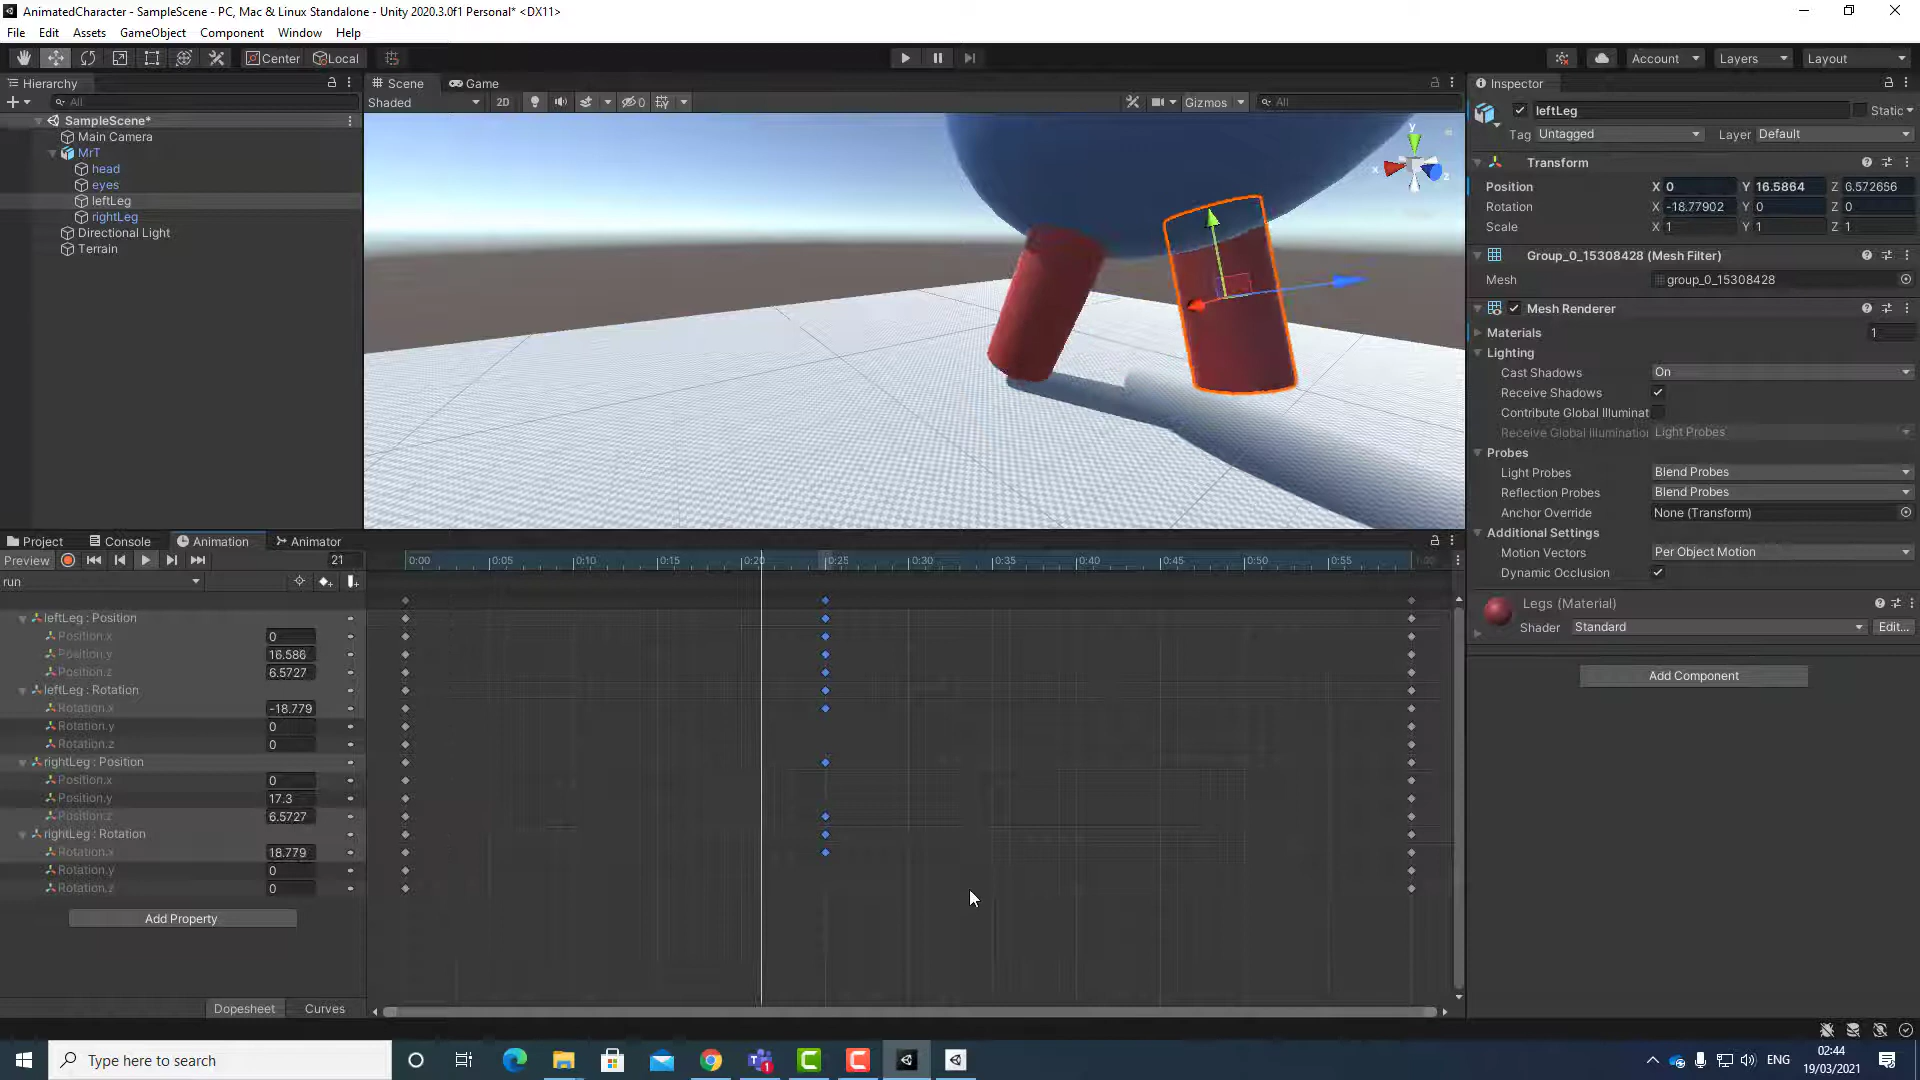 AnimatedCharacter - SampleScene - PC, Mac & Linux Standalone - Unity 2020.3.0f1 Personal* <DX11>
File Edit Assets GameObject Component Window Help
Center Local
Account Layers Layout
Hierarchy
All
SampleScene*
Main Camera
MrT
head
eyes
leftLeg
rightLeg
Directional Light
Terrain
Scene Game
Shaded 2D 0 Gizmos All
y
x
z
Inspector
leftLeg Static
Tag Untagged Layer Default
Transform
Position X 0 Y 16.5864 Z 6.572656
Rotation X -18.77902 Y 0 Z 0
Scale X 1 Y 1 Z 1
Group_0_15308428 (Mesh Filter)
Mesh group_0_15308428
Mesh Renderer
Materials 1
Lighting
Cast Shadows On
Receive Shadows
Contribute Global Illuminat
Receive Global Illumination Light Probes
Probes
Light Probes Blend Probes
Reflection Probes Blend Probes
Anchor Override None (Transform)
Additional Settings
Motion Vectors Per Object Motion
Dynamic Occlusion
Legs (Material)
Shader Standard Edit...
Add Component
Project Console Animation Animator
Preview 21
0:00 0:05 0:10 0:15 0:20 0:25 0:30 0:35 0:40 0:45 0:50 0:55 1:00
run
leftLeg : Position
Position.x 0
Position.y 16.586
Position.z 6.5727
leftLeg : Rotation
Rotation.x -18.779
Rotation.y 0
Rotation.z 0
rightLeg : Position
Position.x 0
Position.y 17.3
Position.z 6.5727
rightLeg : Rotation
Rotation.x 18.779
Rotation.y 0
Rotation.z 0
Add Property
Dopesheet Curves
Type here to search
1
ENG
02:44
19/03/2021